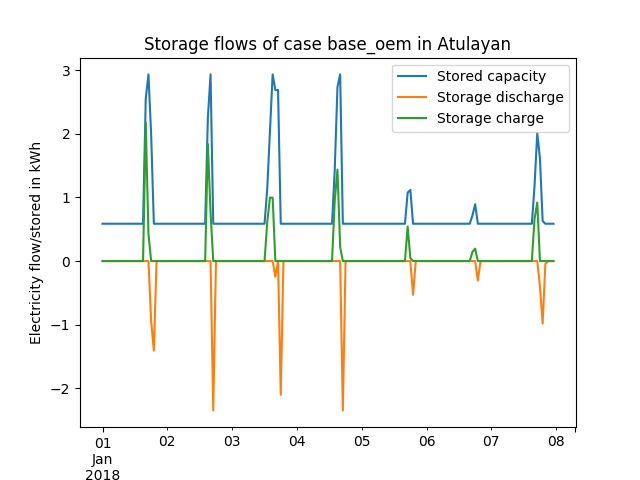 Storage flows of case base_oem in Atulayan
Stored capacity
Storage discharge
Storage charge
Electricity flow/stored in kWh
3
2
1
0
−1
−2
01
Jan
2018
02
03
04
05
06
07
08